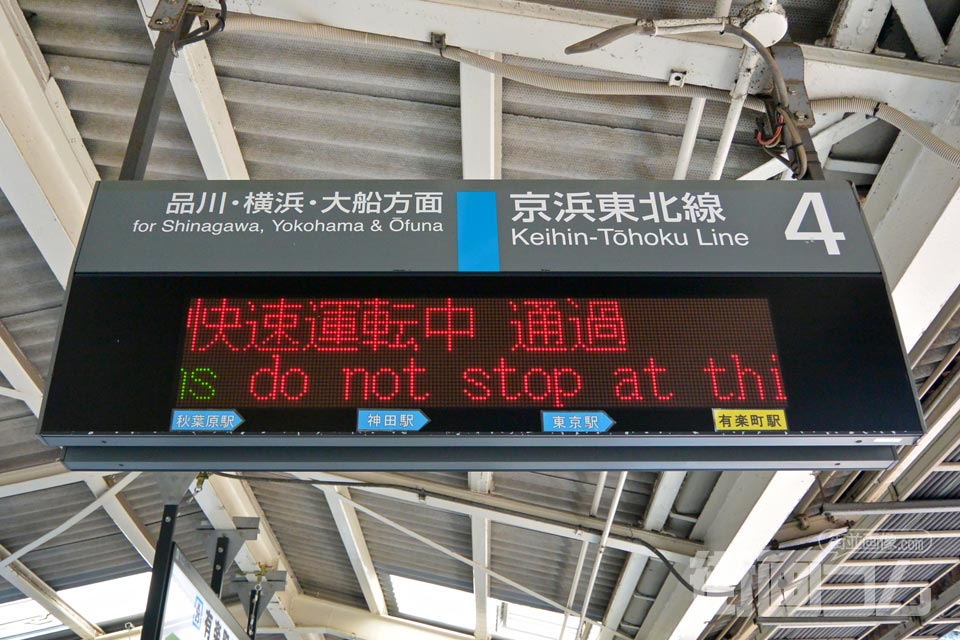 品川・横浜・大船方面
for Shinagawa, Yokohama & Ōfuna
京浜東北線
Keihin-Tōhoku Line
4
快速運転中 通過
do not stop at thi
秋葉原駅
神田駅
東京駅
有楽町駅